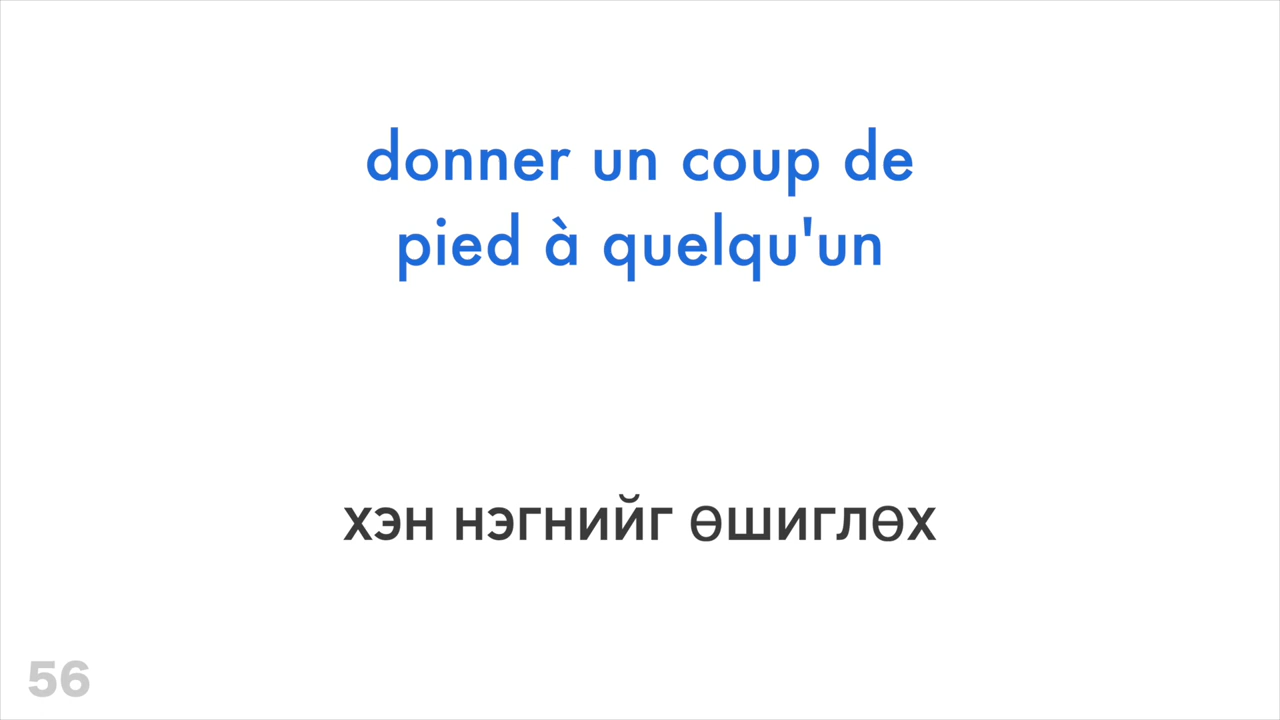 donner un coup de
pied à quelqu'un
хэн нэгнийг өшиглөх
56